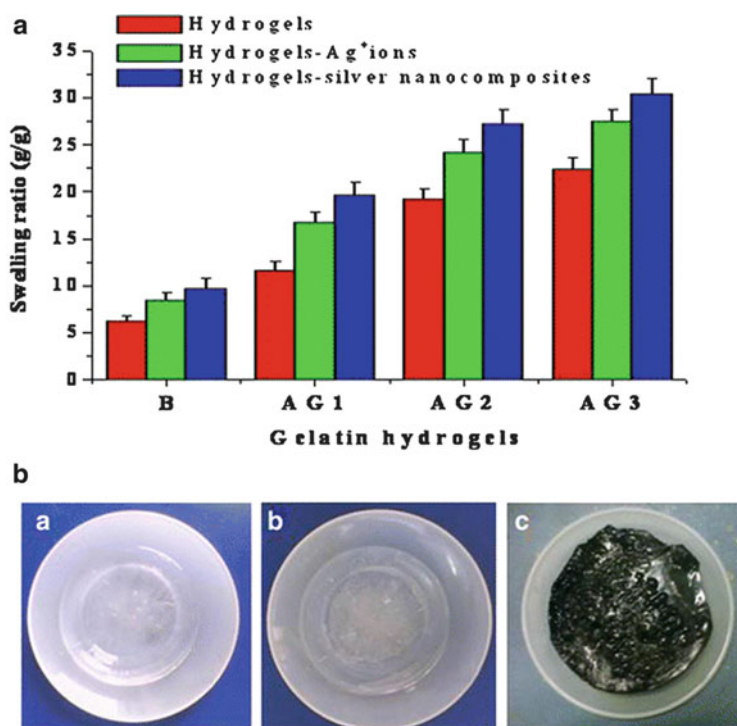 a
Hydrogels
Hydrogels-Ag⁺ions
Hydrogels-silver nanocomposites
Swelling ratio (g/g)
35
30
25
20
15
10
5
0
B AG1 AG2 AG3
Gelatin hydrogels
b
a b c